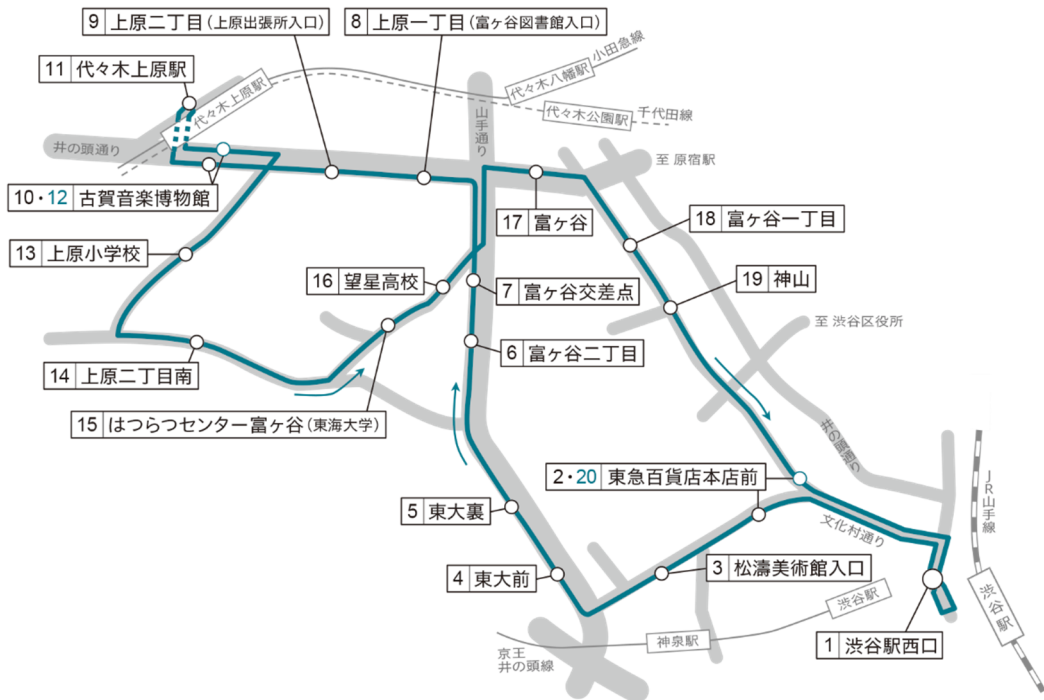 9 上原二丁目(上原出張所入口)
8 上原一丁目(富ヶ谷図書館入口)
11 代々木上原駅
代々木上原駅
小田急線
代々木八幡駅
代々木公園駅
千代田線
井の頭通り
山手通り
至 原宿駅
10・12 古賀音楽博物館
17 富ヶ谷
18 富ヶ谷一丁目
13 上原小学校
16 望星高校
7 富ヶ谷交差点
19 神山
至 渋谷区役所
6 富ヶ谷二丁目
14 上原二丁目南
15 はつらつセンター富ヶ谷(東海大学)
井の頭通り
2・20 東急百貨店本店前
JR山手線
5 東大裏
文化村通り
4 東大前
3 松濤美術館入口
渋谷駅
渋谷駅
神泉駅
1 渋谷駅西口
京王
井の頭線